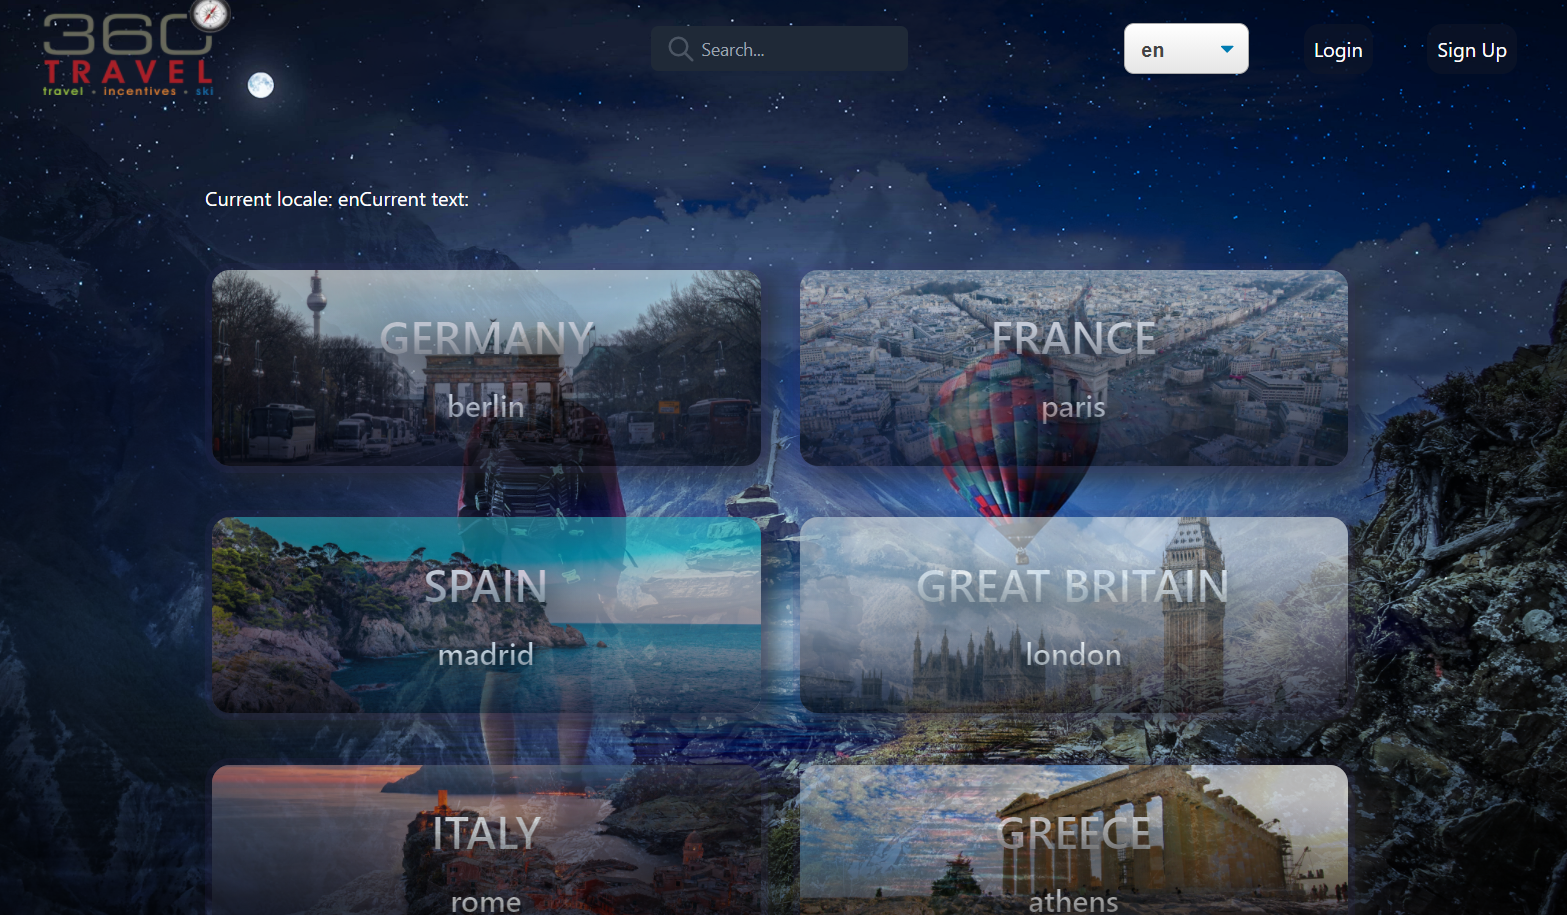 360
TRAVEL
travel • incentives • ski
Search...
en
Login
Sign Up
Current locale: enCurrent text:
GERMANY
berlin
FRANCE
paris
SPAIN
madrid
GREAT BRITAIN
london
ITALY
rome
GREECE
athens